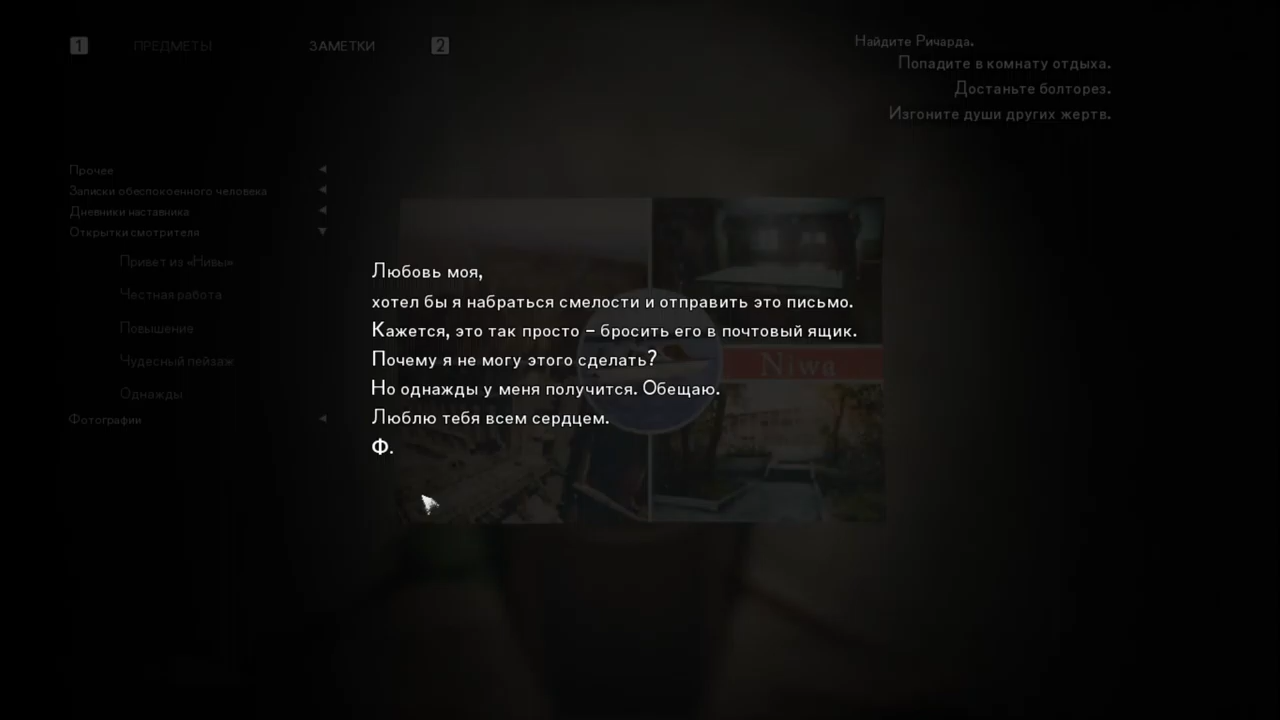 1
ПРЕДМЕТЫ
ЗАМЕТКИ
2
Найдите Ричарда.
Попадите в комнату отдыха.
Достаньте болторез.
Изгоните души других жертв.
Прочее
Записки обеспокоенного человека
Дневники наставника
Открытки смотрителя
Привет из «Нивы»
Честная работа
Повышение
Чудесный пейзаж
Однажды
Фотографии
Любовь моя,
хотел бы я набраться смелости и отправить это письмо.
Кажется, это так просто – бросить его в почтовый ящик.
Почему я не могу этого сделать?
Но однажды у меня получится. Обещаю.
Люблю тебя всем сердцем.
Ф.
Niwa